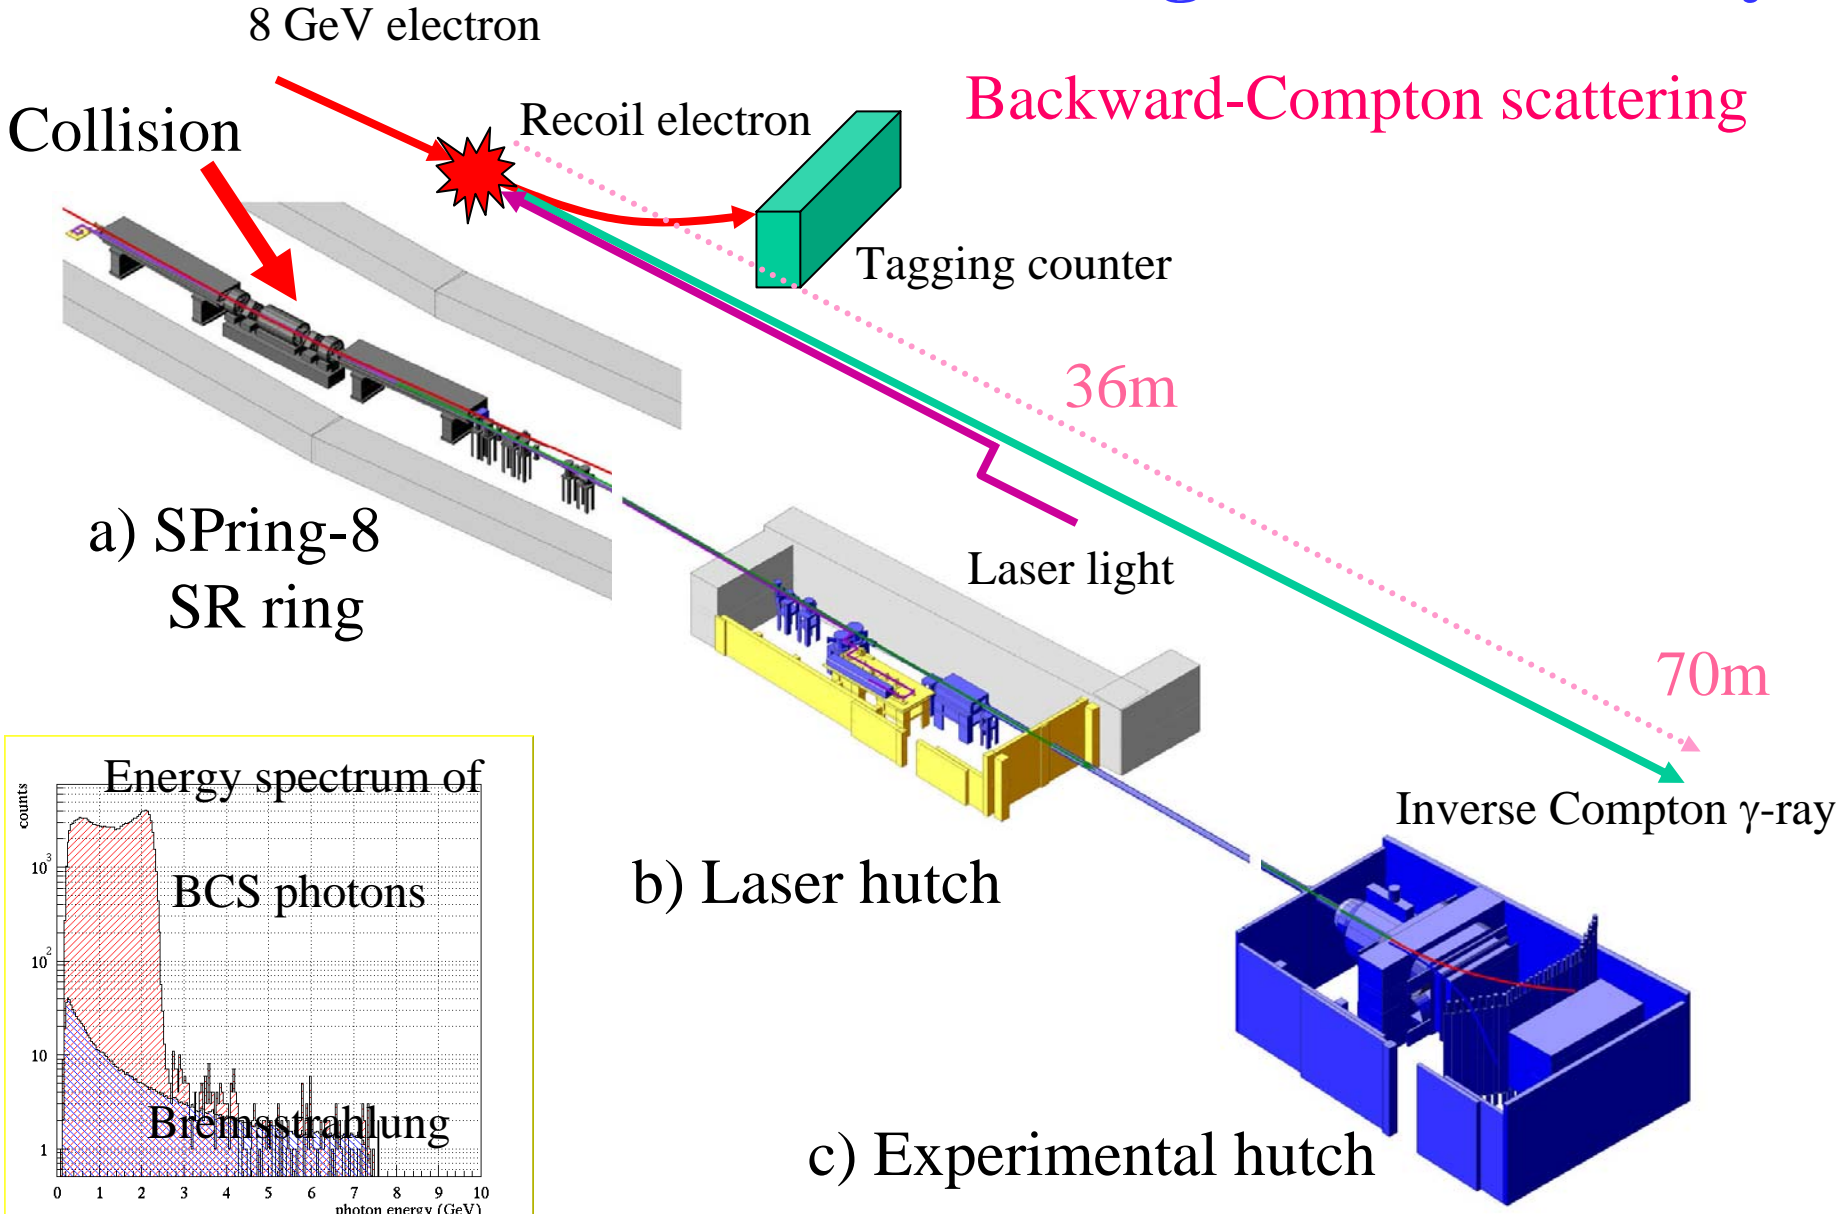 8 GeV electron
Backward-Compton scattering
Recoil electron
Collision
Tagging counter
36m
a) SPring-8
SR ring
Laser light
70m
Inverse Compton γ-ray
b) Laser hutch
c) Experimental hutch
Energy spectrum of
counts
BCS photons
Bremsstrahlung
10³
10²
10
1
0 1 2 3 4 5 6 7 8 9 10
photon energy (GeV)